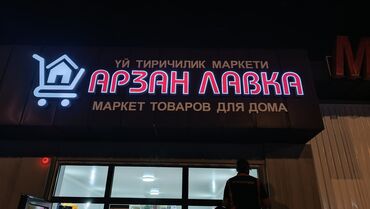 ҮЙ ТИРИЧИЛИК МАРКЕТИ
АРЗАН ЛАВКА
МАРКЕТ ТОВАРОВ ДЛЯ ДОМА
М